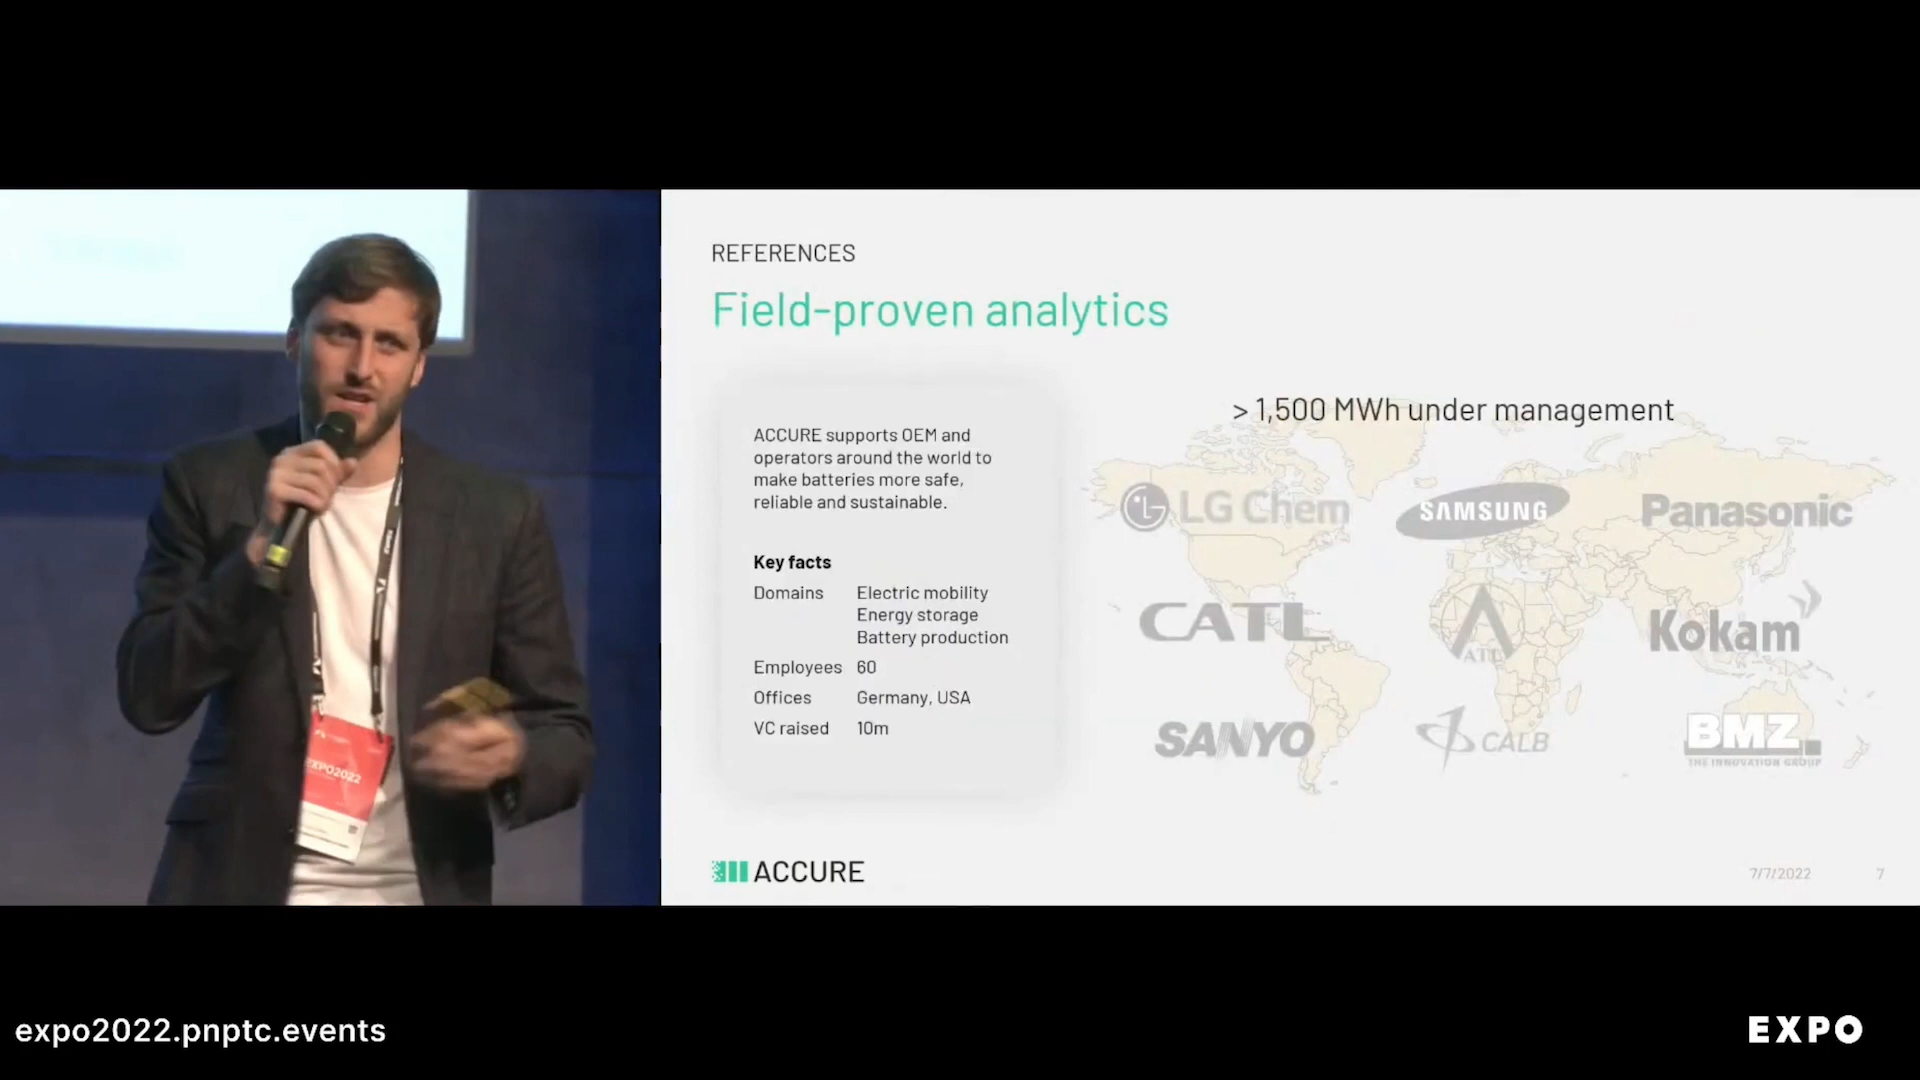 REFERENCES
Field-proven analytics
ACCURE supports OEM and
operators around the world to
make batteries more safe,
reliable and sustainable.
Key facts
Domains Electric mobility
Energy storage
Battery production
Employees 60
Offices Germany, USA
VC raised 10m
> 1,500 MWh under management
LG Chem SAMSUNG Panasonic
CATL ATL Kokam
SANYO CALB BMZ
THE INNOVATION GROUP
ACCURE
7/7/2022 7
EXPO2022
expo2022.pnptc.events
EXPO